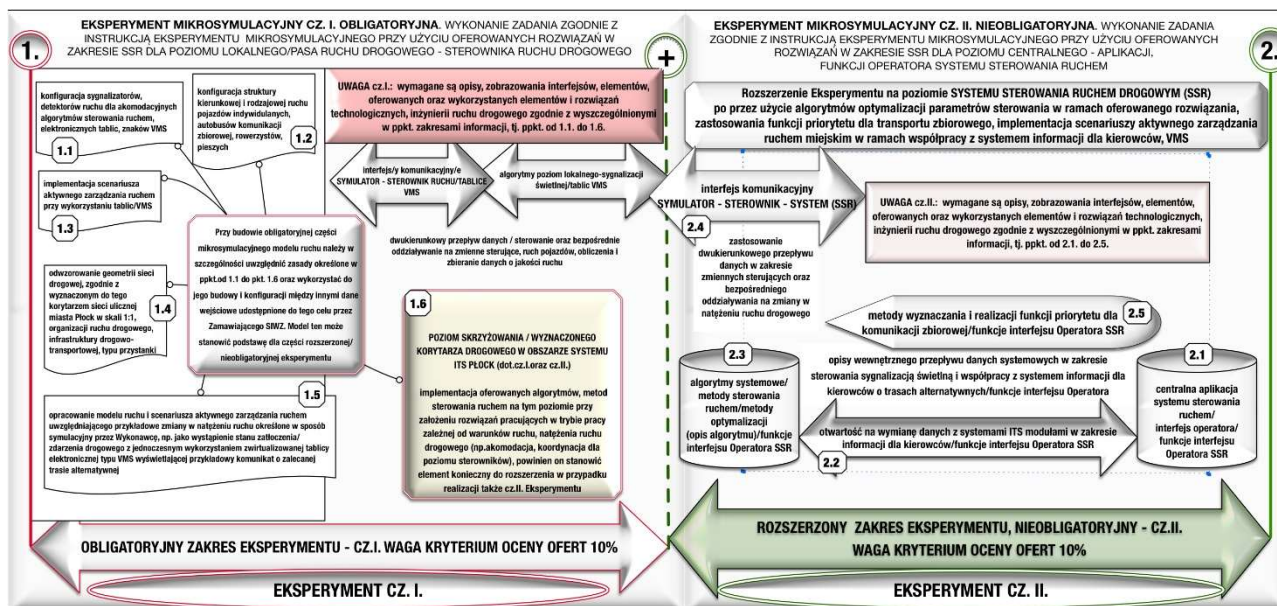 1.
EKSPERYMENT MIKROSYMULACYJNY CZ. I. OBLIGATORYJNA. WYKONANIE ZADANIA ZGODNIE Z
INSTRUKCJĄ EKSPERYMENTU MIKROSYMULACYJNEGO PRZY UŻYCIU OFEROWANYCH ROZWIĄZAŃ W
ZAKRESIE SSR DLA POZIOMU LOKALNEGO/PASA RUCHU DROGOWEGO - STEROWNIKA RUCHU DROGOWEGO
konfiguracja sygnalizatorów,
detektorów ruchu dla akomodacyjnych
algorytmów sterowania ruchem,
elektronicznych tablic, znaków VMS
1.1
konfiguracja struktury
kierunkowej i rodzajowej ruchu
pojazdów indywidulanych,
autobusów komunikacji
zbiorowej, rowerzystów,
pieszych
1.2
UWAGA cz.I.: wymagane są opisy, zobrazowania interfejsów, elementów,
oferowanych oraz wykorzystanych elementów i rozwiązań
technologicznych, inżynierii ruchu drogowego zgodnie z wyszczególnionymi
w ppkt. zakresami informacji, tj. ppkt. od 1.1. do 1.6.
implementacja scenariusza
aktywnego zarządzania ruchem
przy wykorzystaniu tablic/VMS
1.3
interfejs/y komunikacyjny/e
SYMULATOR - STEROWNIK RUCHU/TABLICE
VMS
algorytmy poziom lokalnego-sygnalizacji
świetlnej/tablic VMS
dwukierunkowy przepływ danych / sterowanie oraz bezpośrednie
oddziaływanie na zmienne sterujące, ruch pojazdów, obliczenia i
zbieranie danych o jakości ruchu
Przy budowie obligatoryjnej części
mikrosymulacyjnego modelu ruchu należy w
szczególności uwzględnić zasady określone w
ppkt.od 1.1 do pkt. 1.6 oraz wykorzystać do
jego budowy i konfiguracji między innymi dane
wejściowe udostępnione do tego celu przez
Zamawiającego SIWZ. Model ten może
stanowić podstawę dla części rozszerzonej/
nieobligatoryjnej eksperymentu
odwzorowanie geometrii sieci
drogowej, zgodnie z
wyznaczonym do tego
korytarzem sieci ulicznej
miasta Płock w skali 1:1,
organizacji ruchu drogowego,
infrastruktury drogowo-
transportowej, typu przystanki
1.4
1.5
opracowanie modelu ruchu i scenariusza aktywnego zarządzania ruchem
uwzględniającego przykładowe zmiany w natężeniu ruchu określone w sposób
symulacyjny przez Wykonawcę, np. jako wystąpienie stanu zatłoczenia/
zdarzenia drogowego z jednoczesnym wykorzystaniem zwirtualizowanej tablicy
elektronicznej typu VMS wyświetlającej przykładowy komunikat o zalecanej
trasie alternatywnej
1.6
POZIOM SKRZYŻOWANIA / WYZNACZONEGO
KORYTARZA DROGOWEGO W OBSZARZE SYSTEMU
ITS PŁOCK (dot.cz.I.oraz cz.II.)
implementacja oferowanych algorytmów, metod
sterowania ruchem na tym poziomie przy
założeniu rozwiązań pracujących w trybie pracy
zależnej od warunków ruchu, natężenia ruchu
drogowego (np.akomodacja, koordynacja dla
poziomu sterowników), powinien on stanowić
element konieczny do rozszerzenia w przypadku
realizacji także cz.II. Eksperymentu
OBLIGATORYJNY ZAKRES EKSPERYMENTU - CZ.I. WAGA KRYTERIUM OCENY OFERT 10%
EKSPERYMENT CZ. I.
+
EKSPERYMENT MIKROSYMULACYJNY CZ. II. NIEOBLIGATORYJNA. WYKONANIE ZADANIA
ZGODNIE Z INSTRUKCJĄ EKSPERYMENTU MIKROSYMULACYJNEGO PRZY UŻYCIU OFEROWANYCH
ROZWIĄZAŃ W ZAKRESIE SSR DLA POZIOMU CENTRALNEGO - APLIKACJI,
FUNKCJI OPERATORA SYSTEMU STEROWANIA RUCHEM
2.
Rozszerzenie Eksperymentu na poziomie SYSTEMU STEROWANIA RUCHEM DROGOWYM (SSR)
po przez użycie algorytmów optymalizacji parametrów sterowania w ramach oferowanego rozwiązania,
zastosowania funkcji priorytetu dla transportu zbiorowego, implementacja scenariuszy aktywnego zarządzania
ruchem miejskim w ramach współpracy z systemem informacji dla kierowców, VMS
interfejs komunikacyjny
SYMULATOR - STEROWNIK - SYSTEM (SSR)
2.4
zastosowanie
dwukierunkowego przepływu
danych w zakresie
zmiennych sterujących oraz
bezpośredniego
oddziaływania na zmiany w
natężeniu ruchu drogowego
UWAGA cz.II.: wymagane są opisy, zobrazowania interfejsów, elementów,
oferowanych oraz wykorzystanych elementów i rozwiązań technologicznych,
inżynierii ruchu drogowego zgodnie z wyszczególnionymi w ppkt. zakresami
informacji, tj. ppkt. od 2.1. do 2.5.
2.5
metody wyznaczania i realizacji funkcji priorytetu dla
komunikacji zbiorowej/funkcje interfejsu Operatora SSR
2.3
algorytmy systemowe/
metody sterowania
ruchem/metody
optymalizacji
(opis algorytmu)/funkcje
interfejsu Operatora SSR
opisy wewnętrznego przepływu danych systemowych w zakresie
sterowania sygnalizacją świetlną i współpracy z systemem informacji dla
kierowców o trasach alternatywnych/funkcje interfejsu Operatora
otwartość na wymianę danych z systemami ITS modułami w zakresie
informacji dla kierowców/funkcje interfejsu Operatora SSR
2.2
2.1
centralna aplikacja
systemu sterowania
ruchem/
interfejs operatora/
funkcje interfejsu
Operatora SSR
ROZSZERZONY ZAKRES EKSPERYMENTU, NIEOBLIGATORYJNY - CZ.II.
WAGA KRYTERIUM OCENY OFERT 10%
EKSPERYMENT CZ. II.